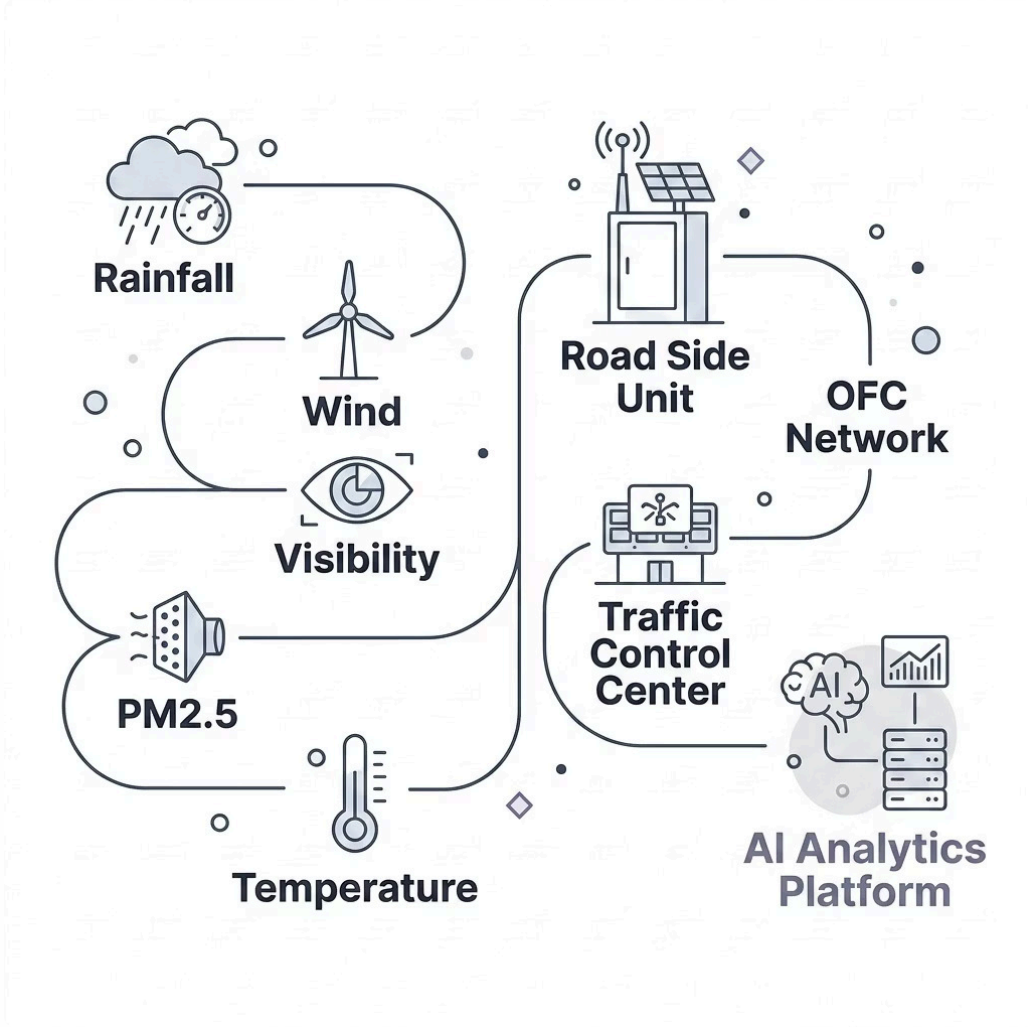 Rainfall
Wind
Visibility
PM2.5
Temperature
Road Side
Unit
OFC
Network
Traffic
Control
Center
AI
AI Analytics
Platform